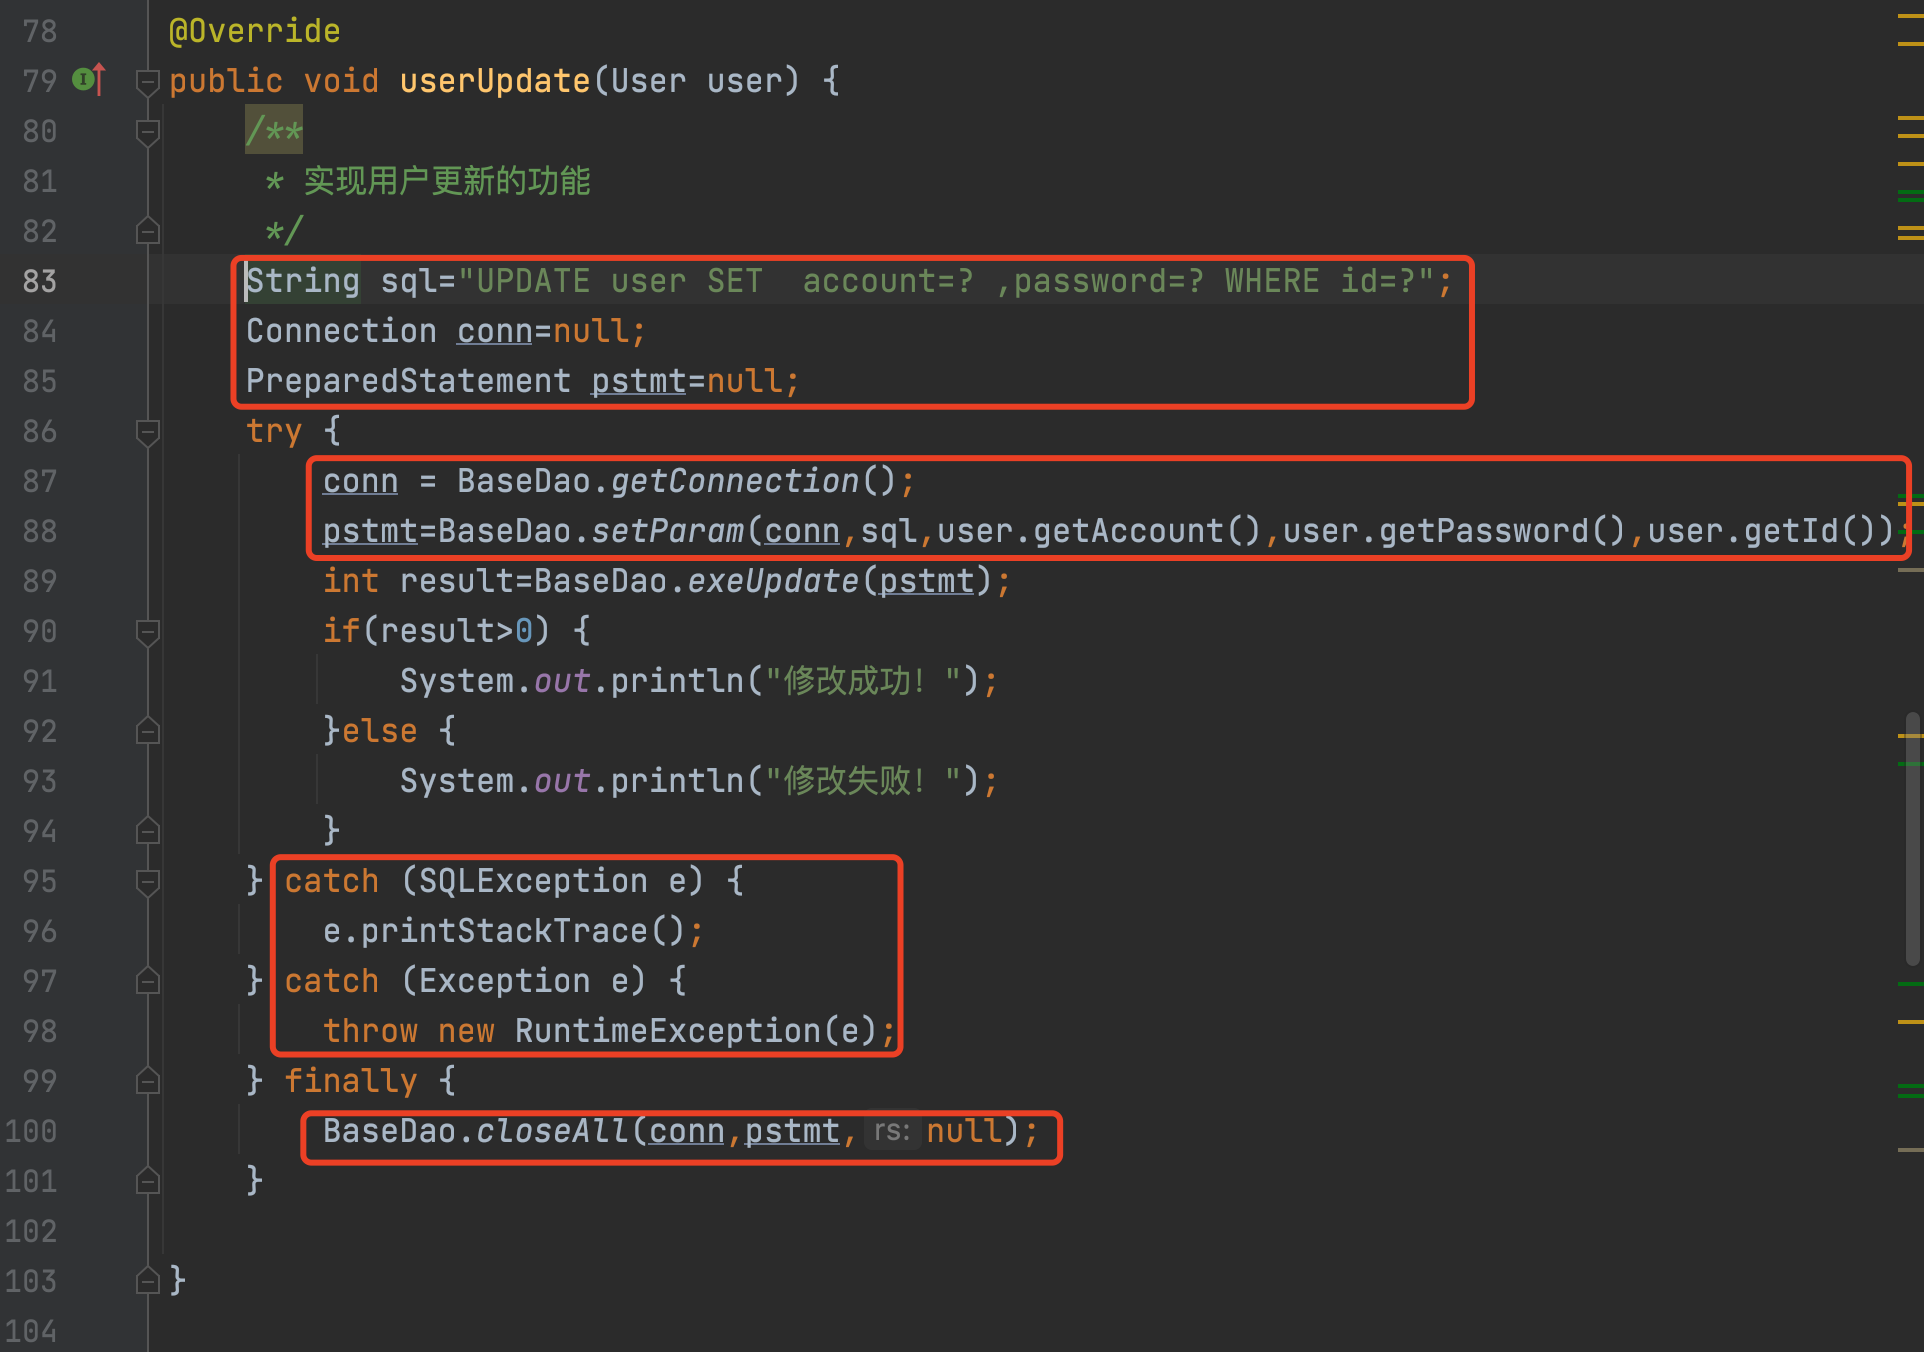 78 @Override
79 public void userUpdate(User user) {
80 /**
81 * 实现用户更新的功能
82 */
83 String sql="UPDATE user SET  account=? ,password=? WHERE id=?";
84 Connection conn=null;
85 PreparedStatement pstmt=null;
86 try {
87 conn = BaseDao.getConnection();
88 pstmt=BaseDao.setParam(conn,sql,user.getAccount(),user.getPassword(),user.getId());
89 int result=BaseDao.exeUpdate(pstmt);
90 if(result>0) {
91 System.out.println("修改成功！");
92 }else {
93 System.out.println("修改失败！");
94 }
95 } catch (SQLException e) {
96 e.printStackTrace();
97 } catch (Exception e) {
98 throw new RuntimeException(e);
99 } finally {
100 BaseDao.closeAll(conn,pstmt, rs: null);
101 }
102
103 }
104